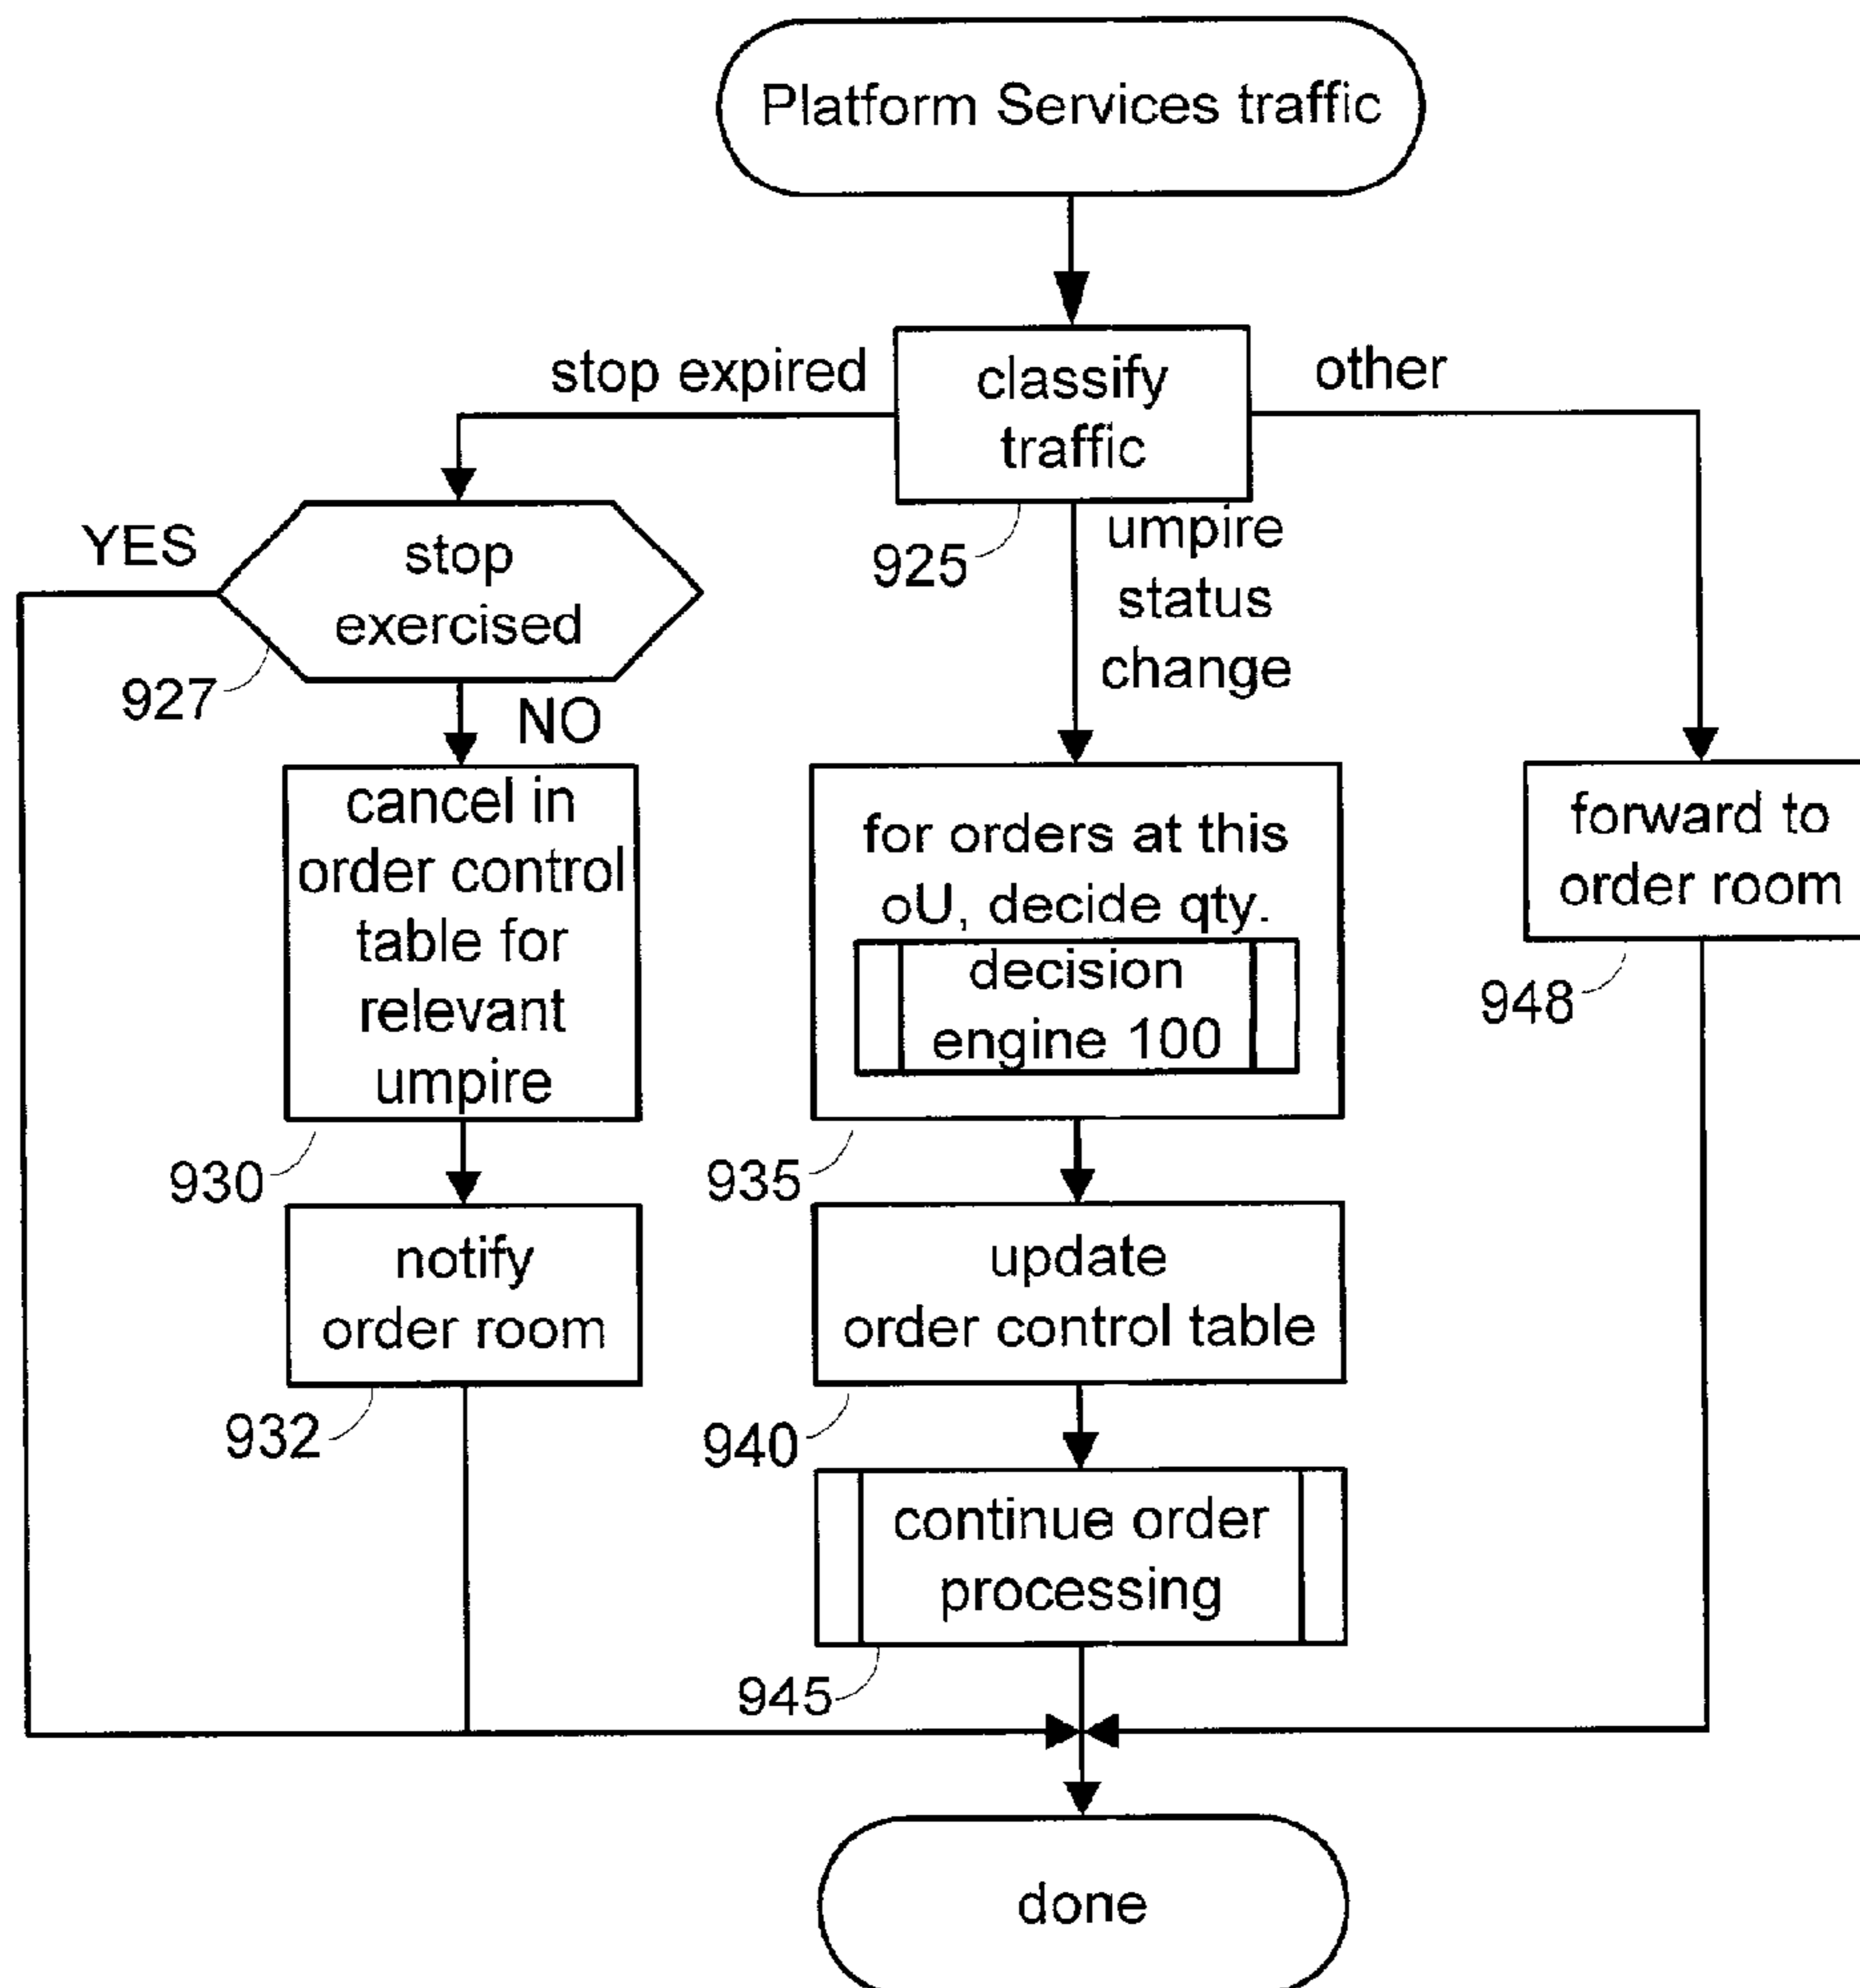 Platform Services traffic
stop expired
classify
traffic
other
925
umpire
status
change
YES
stop
exercised
927
NO
cancel in
order control
table for
relevant
umpire
930
for orders at this
oU, decide qty.
decision
engine 100
935
forward to
order room
948
notify
order room
932
update
order control table
940
continue order
processing
945
done